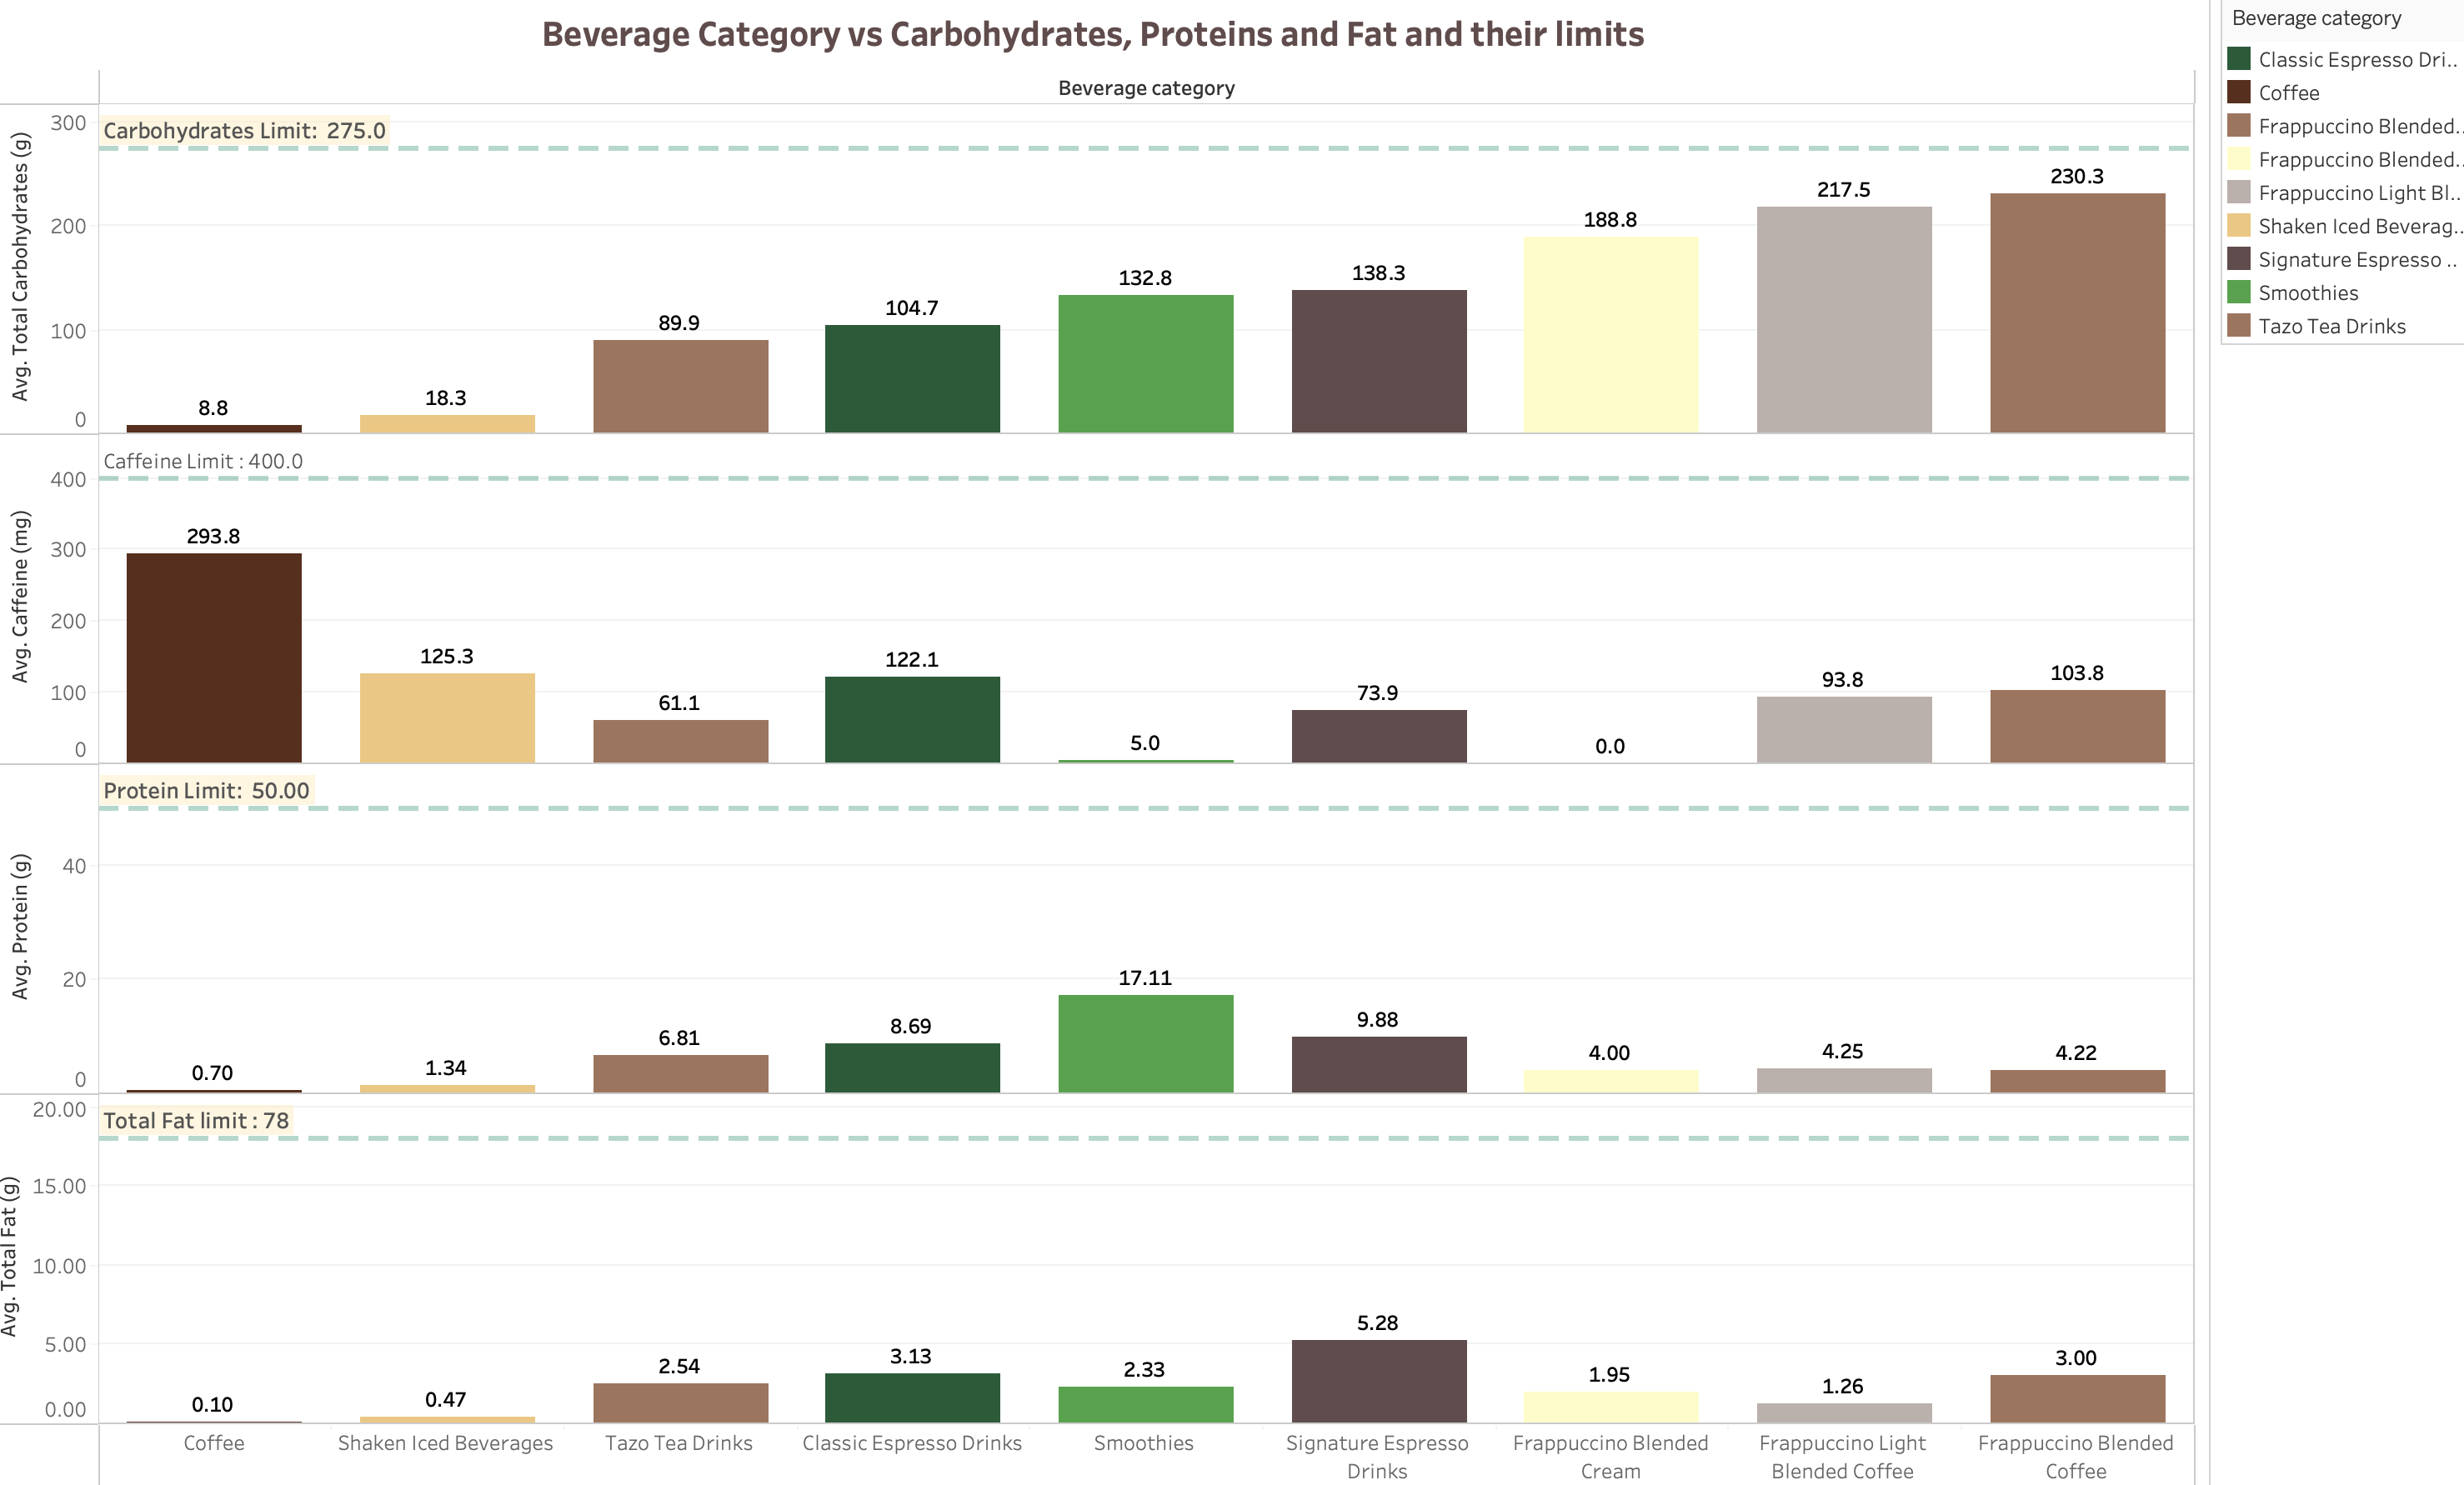 Beverage Category vs Carbohydrates, Proteins and Fat and their limits
Beverage category
Avg. Total Carbohydrates (g)
300
200
100
0
Carbohydrates Limit: 275.0
8.8
18.3
89.9
104.7
132.8
138.3
188.8
217.5
230.3
Avg. Caffeine (mg)
400
300
200
100
0
Caffeine Limit : 400.0
293.8
125.3
61.1
122.1
5.0
73.9
0.0
93.8
103.8
Avg. Protein (g)
40
20
0
Protein Limit: 50.00
0.70
1.34
6.81
8.69
17.11
9.88
4.00
4.25
4.22
Avg. Total Fat (g)
20.00
15.00
10.00
5.00
0.00
Total Fat limit : 78
0.10
0.47
2.54
3.13
2.33
5.28
1.95
1.26
3.00
Coffee
Shaken Iced Beverages
Tazo Tea Drinks
Classic Espresso Drinks
Smoothies
Signature Espresso
Drinks
Frappuccino Blended
Cream
Frappuccino Light
Blended Coffee
Frappuccino Blended
Coffee
Beverage category
Classic Espresso Dri..
Coffee
Frappuccino Blended..
Frappuccino Blended..
Frappuccino Light Bl..
Shaken Iced Beverag..
Signature Espresso ..
Smoothies
Tazo Tea Drinks